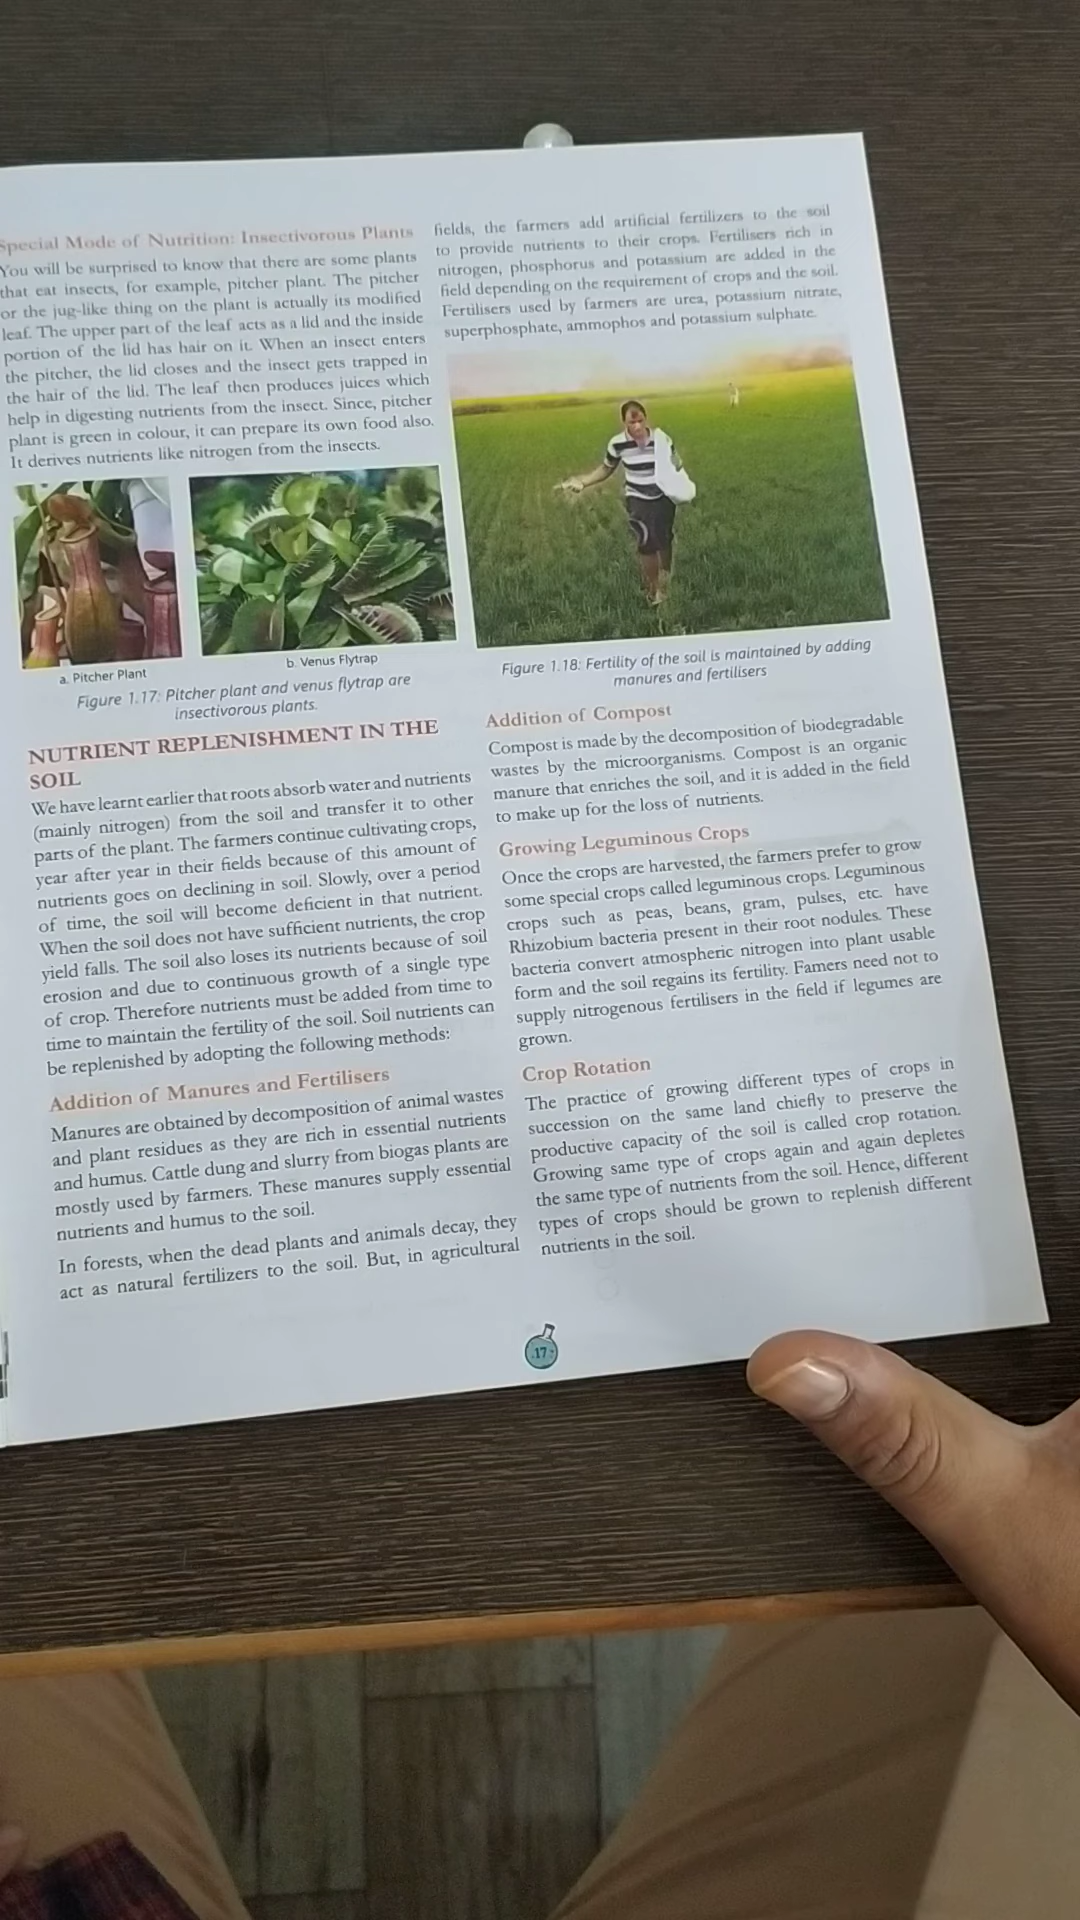 Special Mode of Nutrition: Insectivorous Plants
You will be surprised to know that there are some plants
that eat insects, for example, pitcher plant. The pitcher
or the jug-like thing on the plant is actually its modified
leaf. The upper part of the leaf acts as a lid and the inside
portion of the lid has hair on it. When an insect enters
the pitcher, the lid closes and the insect gets trapped in
the hair of the lid. The leaf then produces juices which
help in digesting nutrients from the insect. Since, pitcher
plant is green in colour, it can prepare its own food also.
It derives nutrients like nitrogen from the insects.
a. Pitcher Plant
b. Venus Flytrap
Figure 1.17: Pitcher plant and venus flytrap are
insectivorous plants.
NUTRIENT REPLENISHMENT IN THE
SOIL
We have learnt earlier that roots absorb water and nutrients
(mainly nitrogen) from the soil and transfer it to other
parts of the plant. The farmers continue cultivating crops,
year after year in their fields because of this amount of
nutrients goes on declining in soil. Slowly, over a period
of time, the soil will become deficient in that nutrient.
When the soil does not have sufficient nutrients, the crop
yield falls. The soil also loses its nutrients because of soil
erosion and due to continuous growth of a single type
of crop. Therefore nutrients must be added from time to
time to maintain the fertility of the soil. Soil nutrients can
be replenished by adopting the following methods:
Addition of Manures and Fertilisers
Manures are obtained by decomposition of animal wastes
and plant residues as they are rich in essential nutrients
and humus. Cattle dung and slurry from biogas plants are
mostly used by farmers. These manures supply essential
nutrients and humus to the soil.
In forests, when the dead plants and animals decay, they
act as natural fertilizers to the soil. But, in agricultural
fields, the farmers add artificial fertilizers to the soil
to provide nutrients to their crops. Fertilisers rich in
nitrogen, phosphorus and potassium are added in the
field depending on the requirement of crops and the soil.
Fertilisers used by farmers are urea, potassium nitrate,
superphosphate, ammophos and potassium sulphate.
Figure 1.18: Fertility of the soil is maintained by adding
manures and fertilisers
Addition of Compost
Compost is made by the decomposition of biodegradable
wastes by the microorganisms. Compost is an organic
manure that enriches the soil, and it is added in the field
to make up for the loss of nutrients.
Growing Leguminous Crops
Once the crops are harvested, the farmers prefer to grow
some special crops called leguminous crops. Leguminous
crops such as peas, beans, gram, pulses, etc. have
Rhizobium bacteria present in their root nodules. These
bacteria convert atmospheric nitrogen into plant usable
form and the soil regains its fertility. Famers need not to
supply nitrogenous fertilisers in the field if legumes are
grown.
Crop Rotation
The practice of growing different types of crops in
succession on the same land chiefly to preserve the
productive capacity of the soil is called crop rotation.
Growing same type of crops again and again depletes
the same type of nutrients from the soil. Hence, different
types of crops should be grown to replenish different
nutrients in the soil.
17